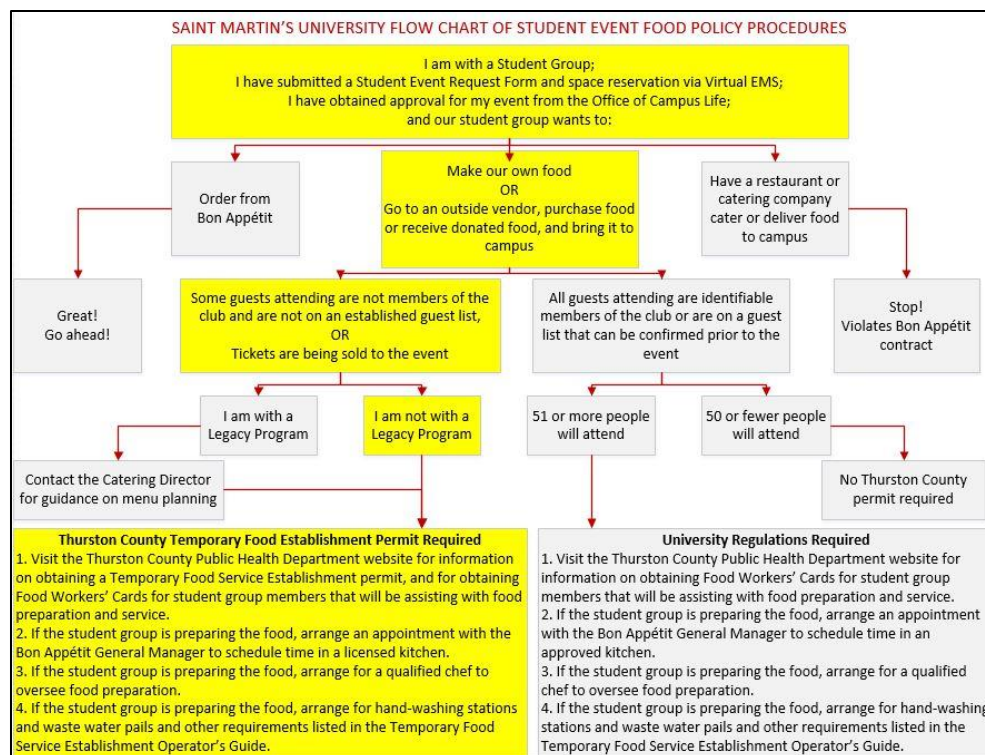 SAINT MARTIN'S UNIVERSITY FLOW CHART OF STUDENT EVENT FOOD POLICY PROCEDURES
I am with a Student Group;
I have submitted a Student Event Request Form and space reservation via Virtual EMS;
I have obtained approval for my event from the Office of Campus Life;
and our student group wants to:
Order from
Bon Appétit
Make our own food
OR
Go to an outside vendor, purchase food
or receive donated food, and bring it to
campus
Have a restaurant or
catering company
cater or deliver food
to campus
Great!
Go ahead!
Some guests attending are not members of the
club and are not on an established guest list,
OR
Tickets are being sold to the event
All guests attending are identifiable
members of the club or are on a guest
list that can be confirmed prior to the
event
Stop!
Violates Bon Appétit
contract
I am with a
Legacy Program
I am not with a
Legacy Program
51 or more people
will attend
50 or fewer people
will attend
Contact the Catering Director
for guidance on menu planning
No Thurston County
permit required
Thurston County Temporary Food Establishment Permit Required
1. Visit the Thurston County Public Health Department website for information
on obtaining a Temporary Food Service Establishment permit, and for obtaining
Food Workers' Cards for student group members that will be assisting with food
preparation and service.
2. If the student group is preparing the food, arrange an appointment with the
Bon Appétit General Manager to schedule time in a licensed kitchen.
3. If the student group is preparing the food, arrange for a qualified chef to
oversee food preparation.
4. If the student group is preparing the food, arrange for hand-washing stations
and waste water pails and other requirements listed in the Temporary Food
Service Establishment Operator's Guide.
University Regulations Required
1. Visit the Thurston County Public Health Department website for
information on obtaining Food Workers' Cards for student group
members that will be assisting with food preparation and service.
2. If the student group is preparing the food, arrange an appointment
with the Bon Appétit General Manager to schedule time in an
approved kitchen.
3. If the student group is preparing the food, arrange for a qualified
chef to oversee food preparation.
4. If the student group is preparing the food, arrange for hand-washing
stations and waste water pails and other requirements listed in the
Temporary Food Service Establishment Operator's Guide.